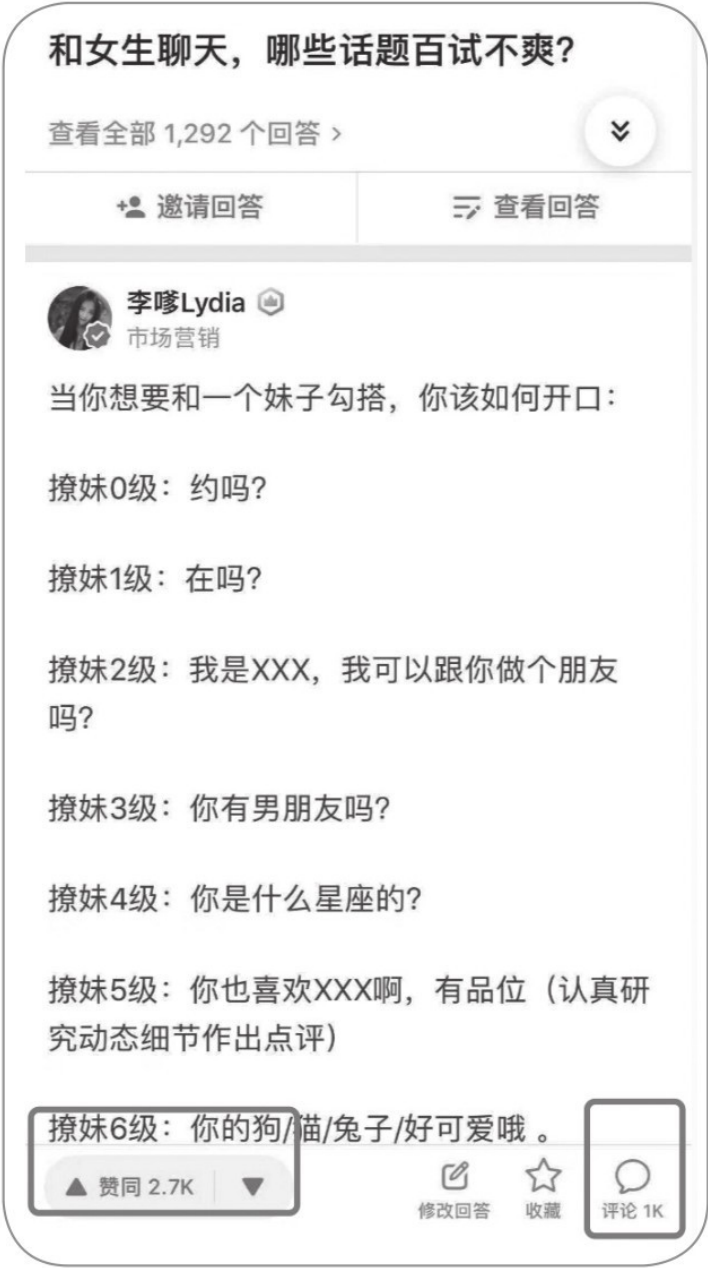 和女生聊天，哪些话题百试不爽？
查看全部 1,292 个回答 >
邀请回答
查看回答
李嗲Lydia
市场营销
当你想要和一个妹子勾搭，你该如何开口：
撩妹0级：约吗？
撩妹1级：在吗？
撩妹2级：我是XXX，我可以跟你做个朋友
吗？
撩妹3级：你有男朋友吗？
撩妹4级：你是什么星座的？
撩妹5级：你也喜欢XXX啊，有品位（认真研
究动态细节作出点评）
撩妹6级：你的狗/猫/兔子/好可爱哦 。
赞同 2.7K
修改回答
收藏
评论 1K